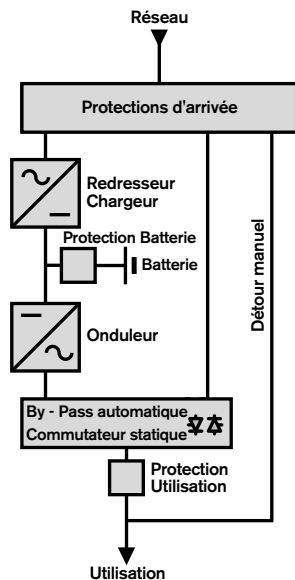 Réseau
Protections d'arrivée
Redresseur
Chargeur
Protection Batterie
Batterie
Détour manuel
Onduleur
By - Pass automatique
Commutateur statique
Protection
Utilisation
Utilisation